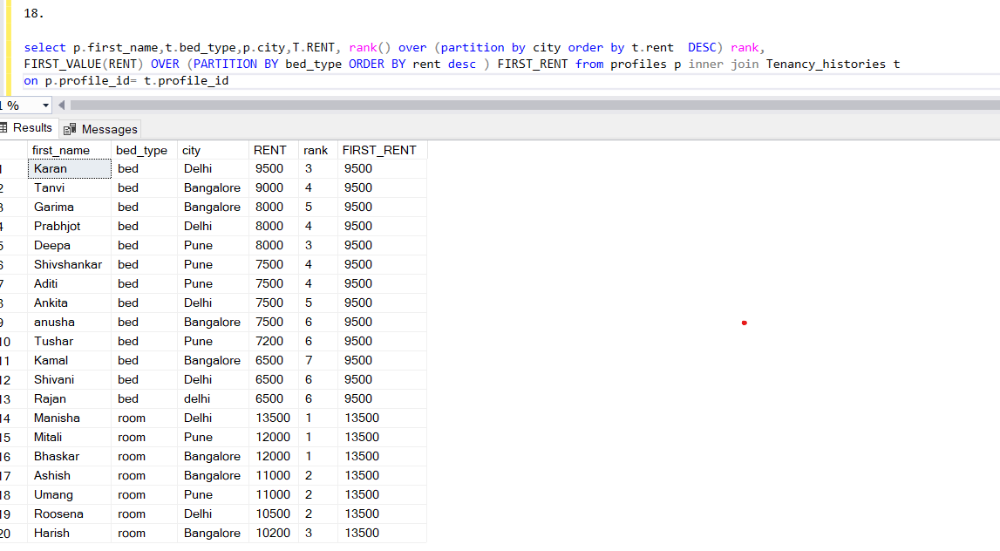 18.
select p.first_name,t.bed_type,p.city,T.RENT, rank() over (partition by city order by t.rent  DESC) rank,
FIRST_VALUE(RENT) OVER (PARTITION BY bed_type ORDER BY rent desc ) FIRST_RENT from profiles p inner join Tenancy_histories t
on p.profile_id= t.profile_id
1 %
Results Messages
first_name bed_type city RENT rank FIRST_RENT
1 Karan bed Delhi 9500 3 9500
2 Tanvi bed Bangalore 9000 4 9500
3 Garima bed Bangalore 8000 5 9500
4 Prabhjot bed Delhi 8000 4 9500
5 Deepa bed Pune 8000 3 9500
6 Shivshankar bed Pune 7500 4 9500
7 Aditi bed Pune 7500 4 9500
8 Ankita bed Delhi 7500 5 9500
9 anusha bed Bangalore 7500 6 9500
10 Tushar bed Pune 7200 6 9500
11 Kamal bed Bangalore 6500 7 9500
12 Shivani bed Delhi 6500 6 9500
13 Rajan bed delhi 6500 6 9500
14 Manisha room Delhi 13500 1 13500
15 Mitali room Pune 12000 1 13500
16 Bhaskar room Bangalore 12000 1 13500
17 Ashish room Bangalore 11000 2 13500
18 Umang room Pune 11000 2 13500
19 Roosena room Delhi 10500 2 13500
20 Harish room Bangalore 10200 3 13500